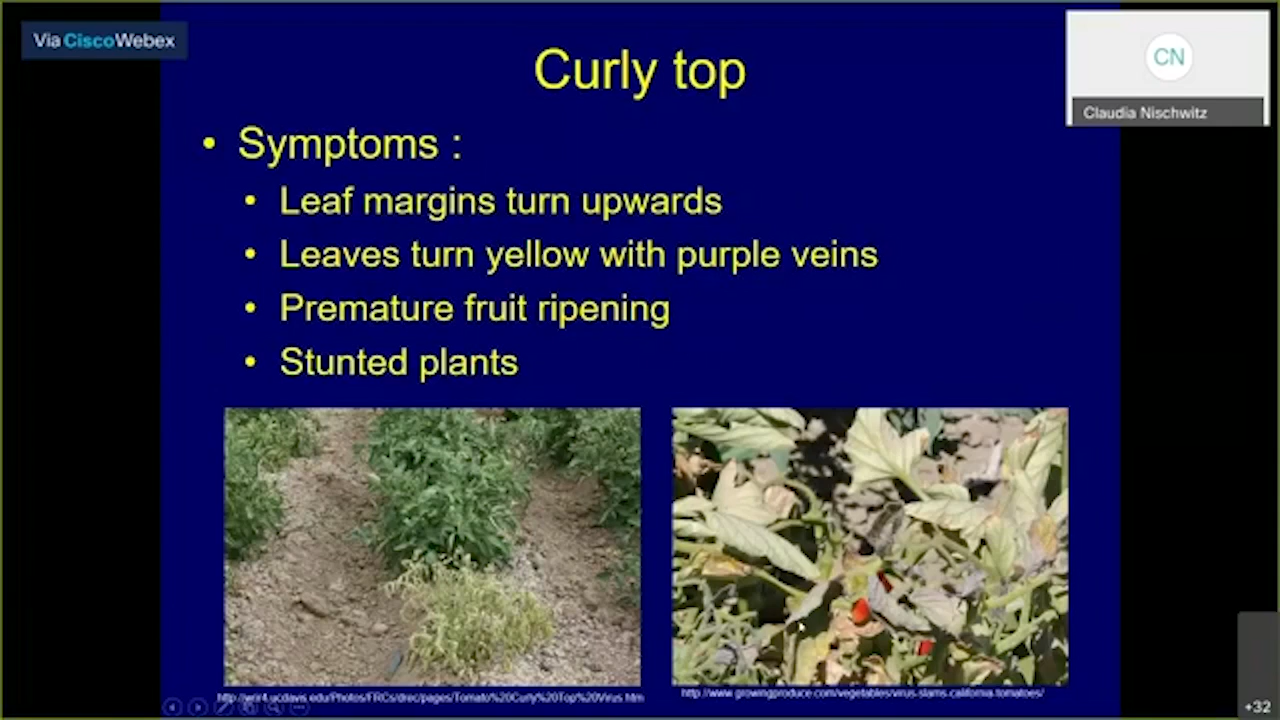 Via CiscoWebex
CN
Claudia Nischwitz
Curly top
• Symptoms :
• Leaf margins turn upwards
• Leaves turn yellow with purple veins
• Premature fruit ripening
• Stunted plants
http://www.growingproduce.com/vegetables/virus-slams-california-tomatoes/
+32